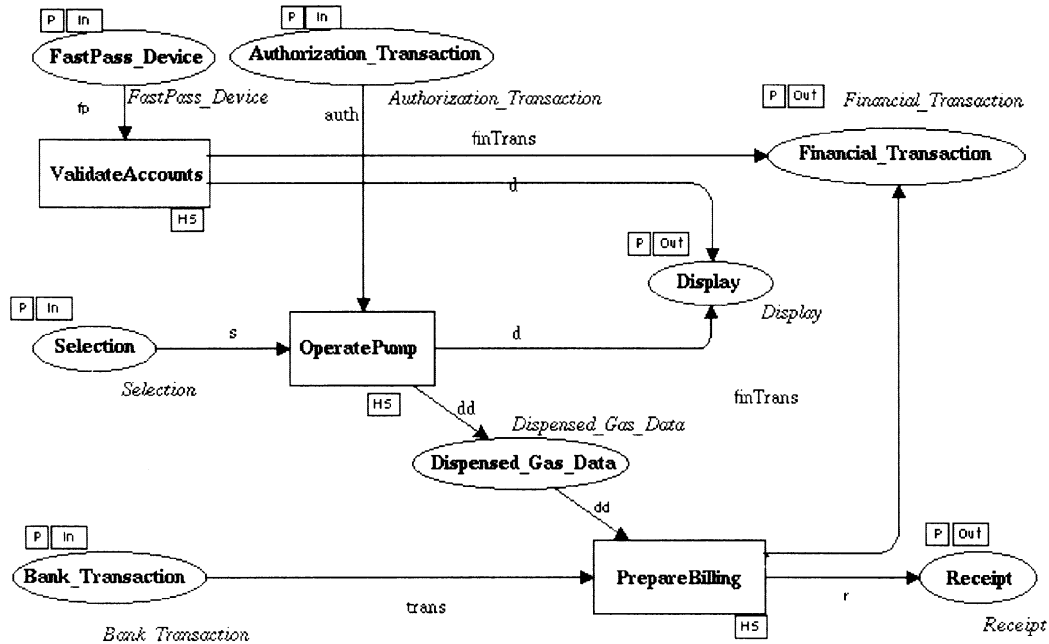 P In
P In
FastPass_Device
Authorization_Transaction
FastPass_Device
Authorization_Transaction
P Out
Financial_Transaction
fp
auth
finTrans
Financial_Transaction
ValidateAccounts
d
HS
P Out
Display
Display
P In
Selection
s
OperatePump
d
Selection
HS
dd
finTrans
Dispensed_Gas_Data
Dispensed_Gas_Data
dd
P In
P Out
Bank_Transaction
PrepareBilling
Receipt
trans
r
HS
Bank_Transaction
Receipt